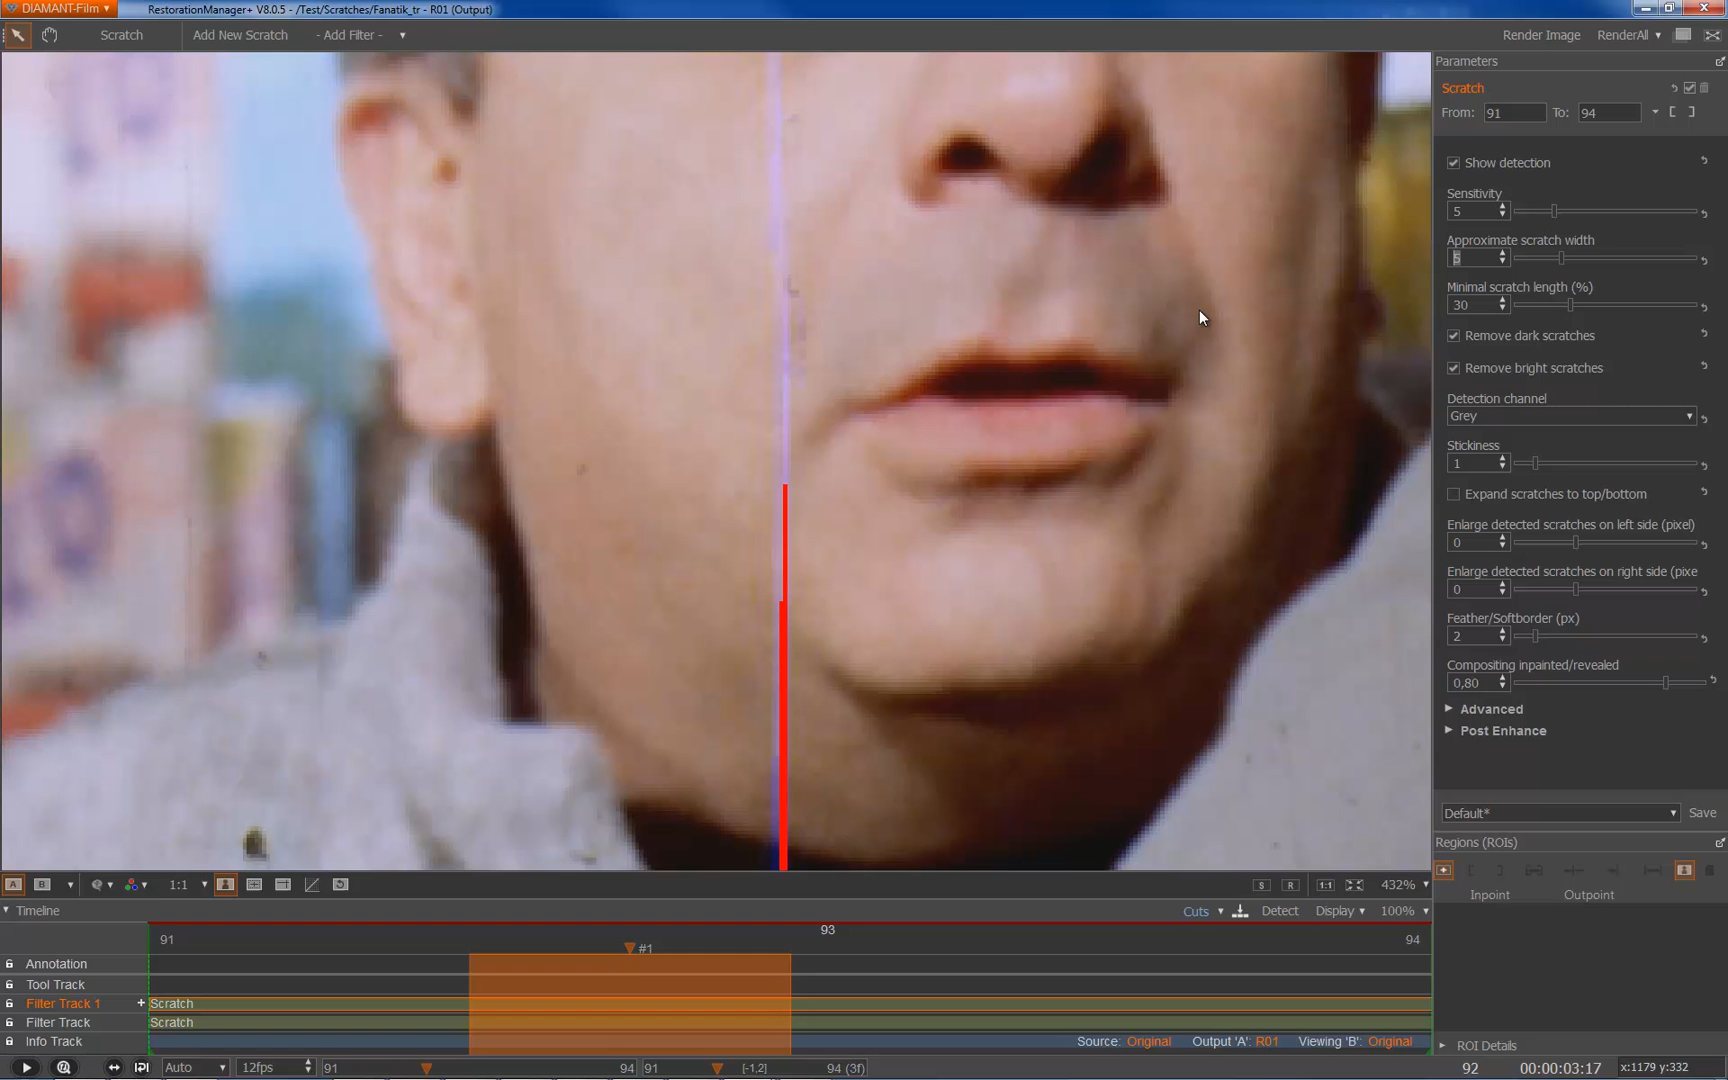 DIAMANT-Film
RestorationManager+ V8.0.5 - /Test/Scratches/Fanatik_tr - R01 (Output)
Scratch
Add New Scratch
- Add Filter -
Render Image
RenderAll
Parameters
Scratch
From: 91 To: 94
Show detection
Sensitivity
5
Approximate scratch width
5
Minimal scratch length (%)
30
Remove dark scratches
Remove bright scratches
Detection channel
Grey
Stickiness
1
Expand scratches to top/bottom
Enlarge detected scratches on left side (pixel)
0
Enlarge detected scratches on right side (pixe
0
Feather/Softborder (px)
2
Compositing inpainted/revealed
0,80
Advanced
Post Enhance
Default*
Save
Regions (ROIs)
Inpoint
Outpoint
ROI Details
A B 1:1 S R 1:1 432%
Timeline
Cuts Detect Display 100%
91 93 94
#1
Annotation
Tool Track
Filter Track 1 + Scratch
Filter Track Scratch
Info Track
Source: Original Output 'A': R01 Viewing 'B': Original
Auto 12fps 91 94 91 [-1,2] 94 (3f)
92 00:00:03:17 x:1179 y:332